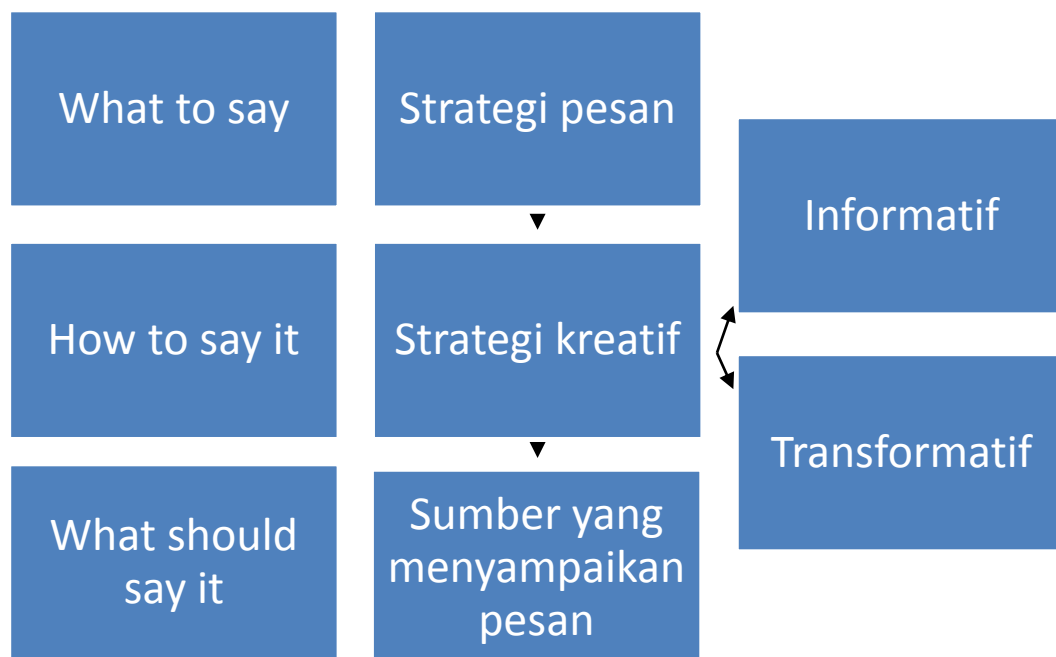 What to say
Strategi pesan
Informatif
How to say it
Strategi kreatif
Transformatif
What should
say it
Sumber yang
menyampaikan
pesan